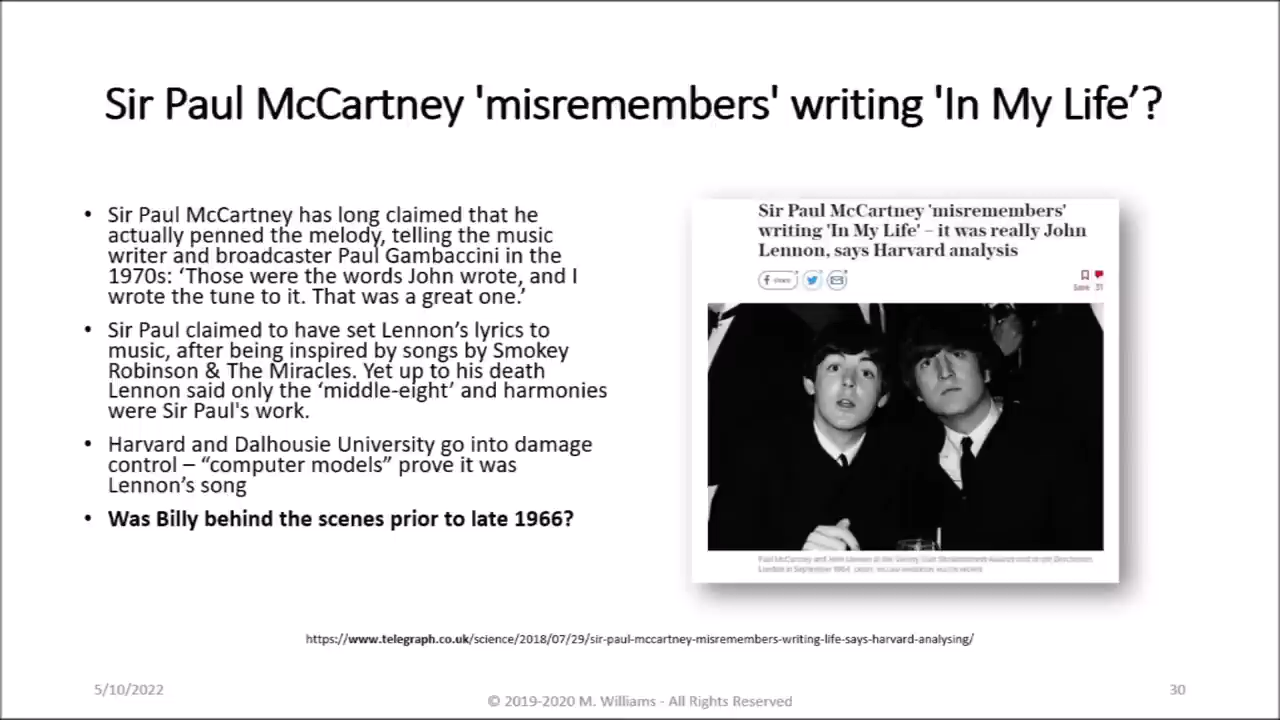 Sir Paul McCartney 'misremembers' writing 'In My Life’?
• Sir Paul McCartney has long claimed that he
actually penned the melody, telling the music
writer and broadcaster Paul Gambaccini in the
1970s: ‘Those were the words John wrote, and I
wrote the tune to it. That was a great one.’
• Sir Paul claimed to have set Lennon’s lyrics to
music, after being inspired by songs by Smokey
Robinson & The Miracles. Yet up to his death
Lennon said only the ‘middle-eight’ and harmonies
were Sir Paul's work.
• Harvard and Dalhousie University go into damage
control – “computer models” prove it was
Lennon’s song
• Was Billy behind the scenes prior to late 1966?
Sir Paul McCartney 'misremembers'
writing 'In My Life' – it was really John
Lennon, says Harvard analysis
share
Save 31
Paul McCartney and John Lennon at the
London in September 1964
https://www.telegraph.co.uk/science/2018/07/29/sir-paul-mccartney-misremembers-writing-life-says-harvard-analysing/
5/10/2022
© 2019-2020 M. Williams - All Rights Reserved
30